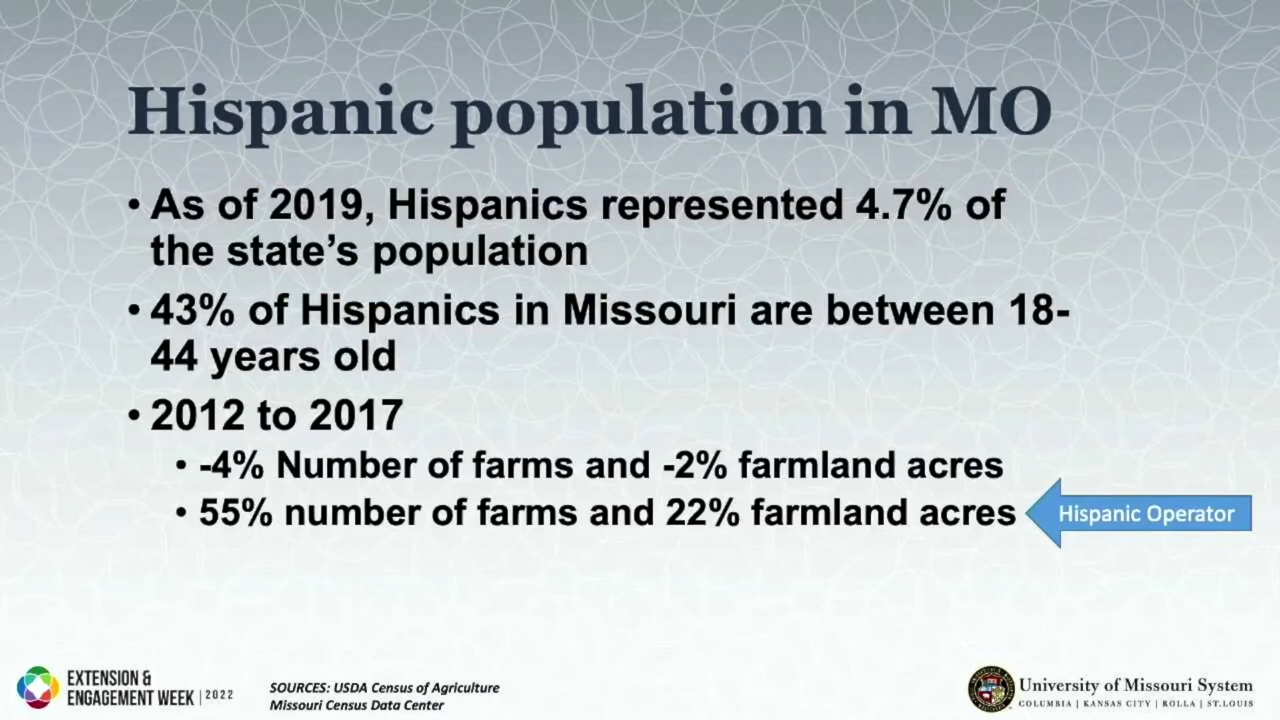 Hispanic population in MO
• As of 2019, Hispanics represented 4.7% of
the state’s population
• 43% of Hispanics in Missouri are between 18-
44 years old
• 2012 to 2017
• -4% Number of farms and -2% farmland acres
• 55% number of farms and 22% farmland acres
Hispanic Operator
EXTENSION &
ENGAGEMENT WEEK | 2022
SOURCES: USDA Census of Agriculture
Missouri Census Data Center
University of Missouri System
COLUMBIA | KANSAS CITY | ROLLA | ST.LOUIS